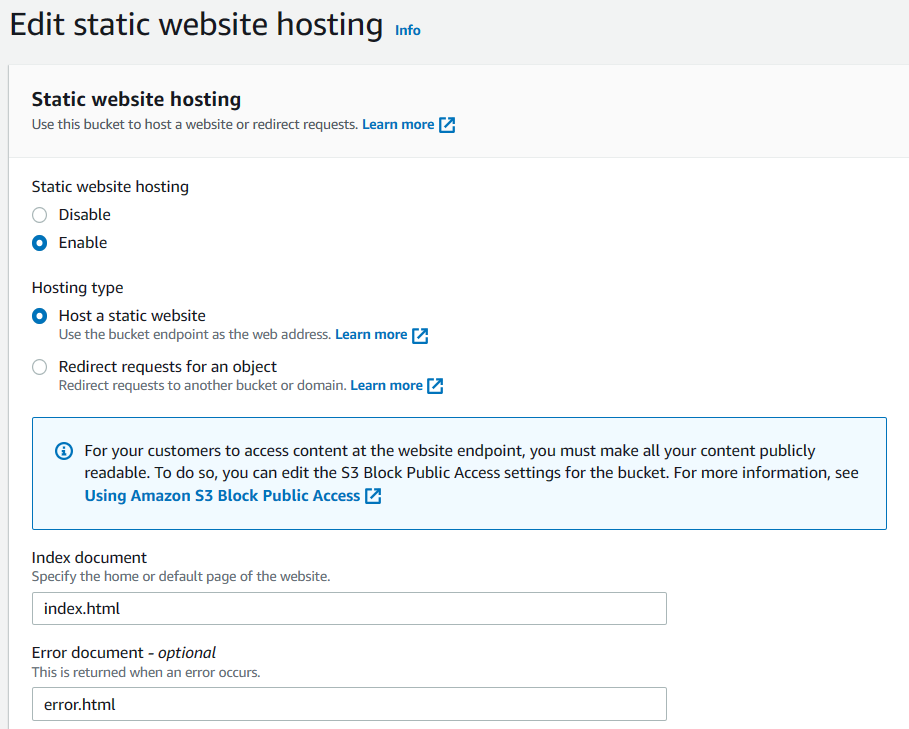 Edit static website hosting Info
Static website hosting
Use this bucket to host a website or redirect requests. Learn more
Static website hosting
Disable
Enable
Hosting type
Host a static website
Use the bucket endpoint as the web address. Learn more
Redirect requests for an object
Redirect requests to another bucket or domain. Learn more
For your customers to access content at the website endpoint, you must make all your content publicly
readable. To do so, you can edit the S3 Block Public Access settings for the bucket. For more information, see
Using Amazon S3 Block Public Access
Index document
Specify the home or default page of the website.
index.html
Error document - optional
This is returned when an error occurs.
error.html